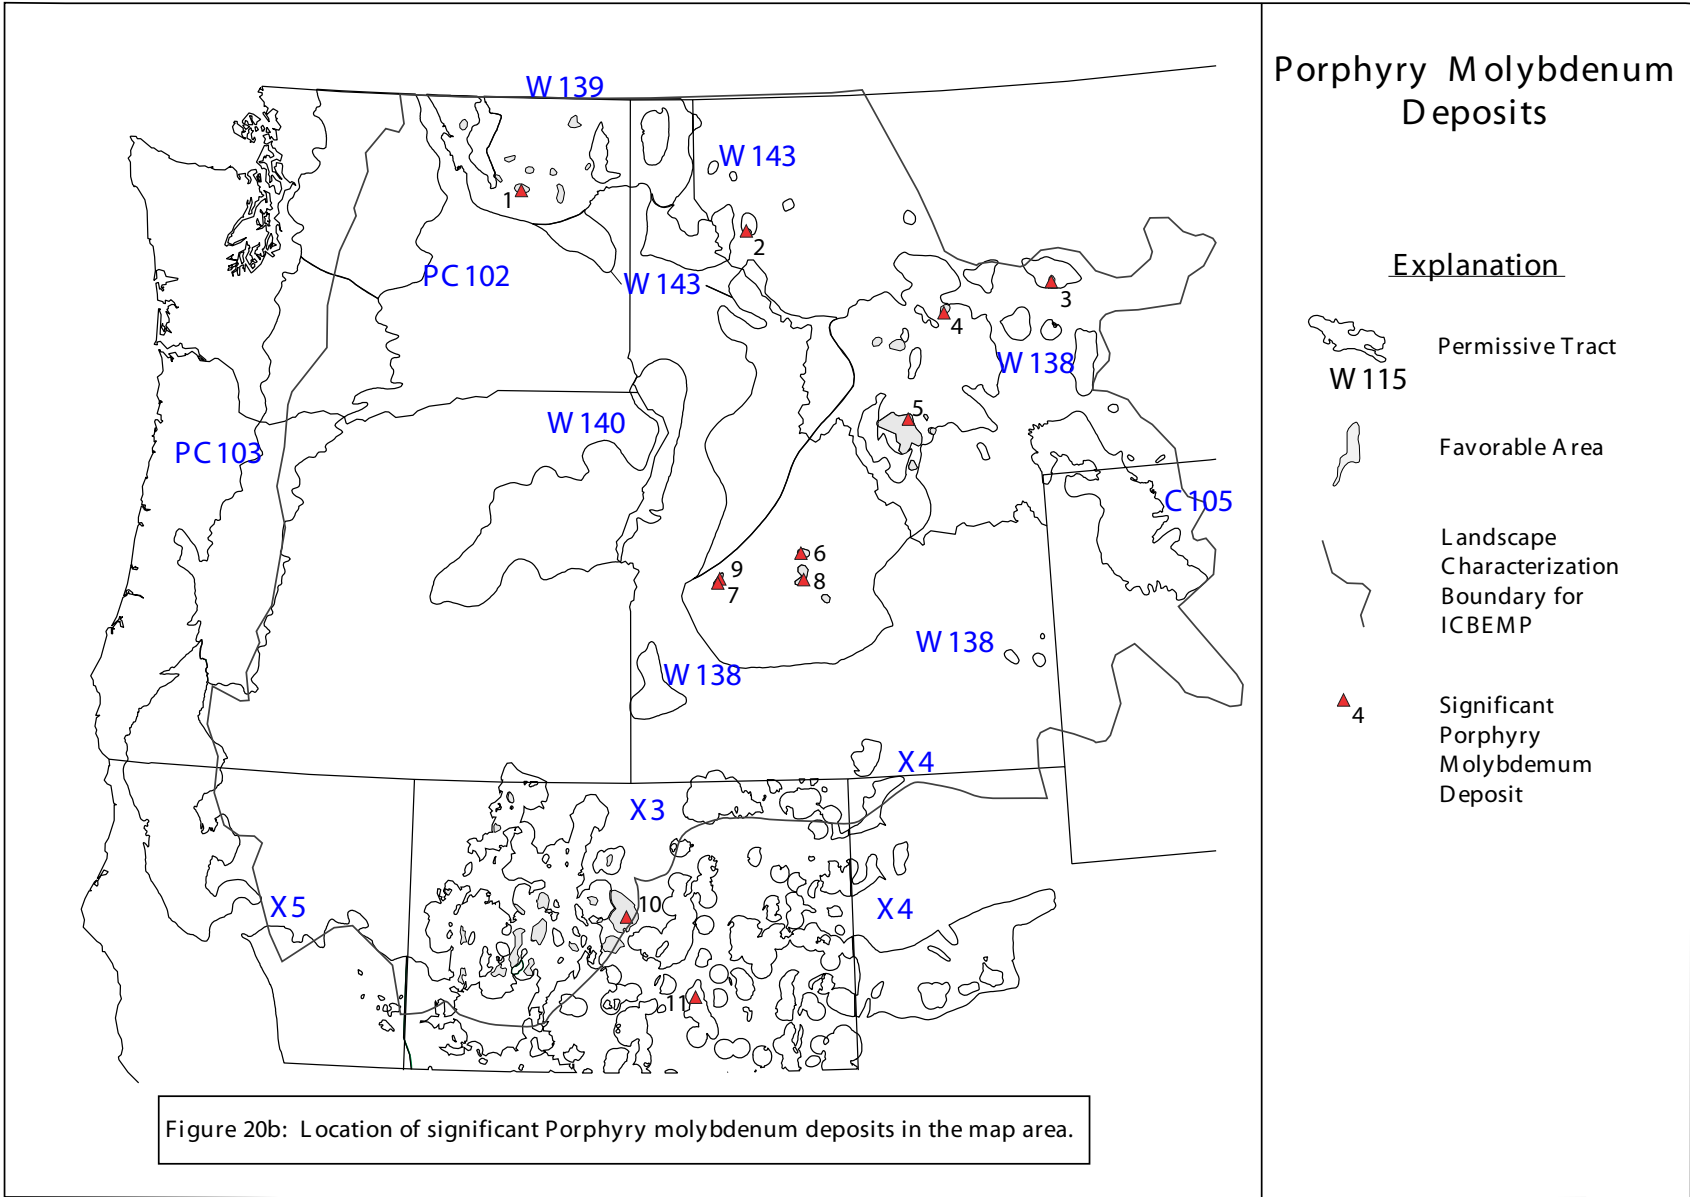 Porphyry Molybdenum
Deposits
Explanation
Permissive Tract
W115
Favorable Area
Landscape
Characterization
Boundary for
ICBEMP
4
Significant
Porphyry
Molybdemum
Deposit
W139
W143
1
2
PC102
W143
3
4
W138
5
W140
PC103
C105
6
9
8
7
W138
W138
X4
X3
10
X5
X4
11
Figure 20b: Location of significant Porphyry molybdenum deposits in the map area.